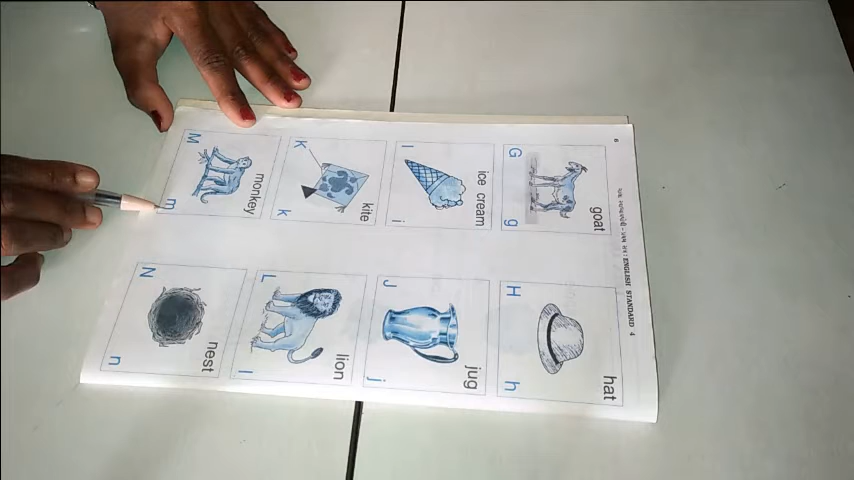 ENGLISH STANDARD 4
goat
G g
hat
H h
ice cream
I i
jug
J j
kite
K k
lion
L l
monkey
M m
nest
N n